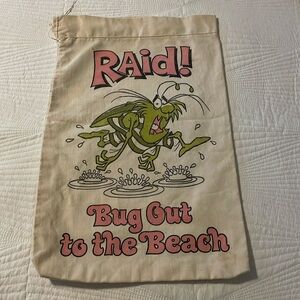 RAid!
Bug Out
to the Beach